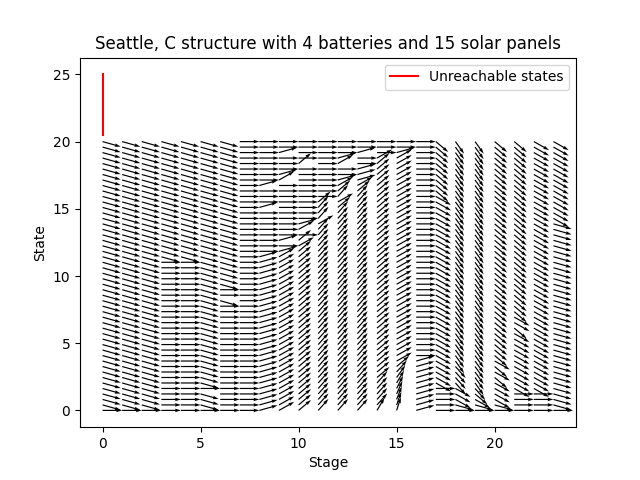 Seattle, C structure with 4 batteries and 15 solar panels
25
Unreachable states
20
15
State
10
5
0
0 5 10 15 20
Stage